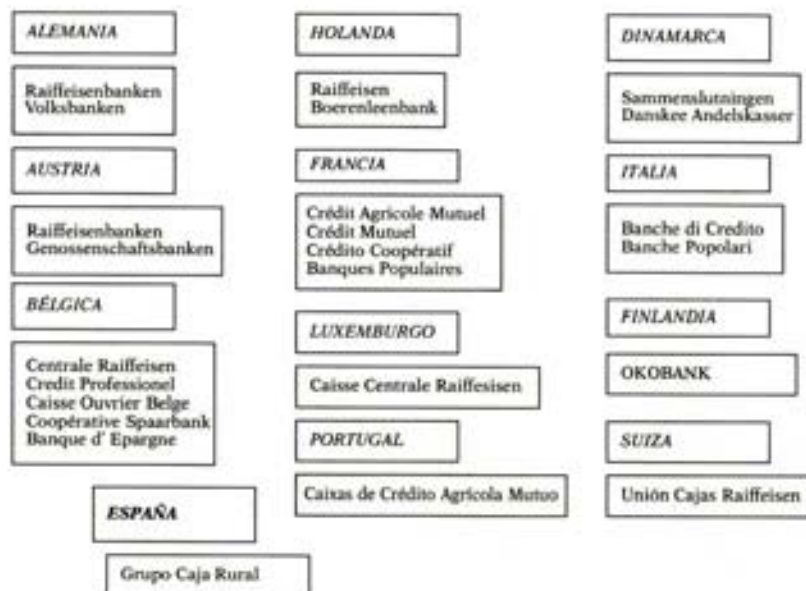 ALEMANIA
Raiffeisenbanken
Volksbanken
AUSTRIA
Raiffeisenbanken
Genossenschaftsbanken
BÉLGICA
Centrale Raiffeisen
Credit Professionel
Caisse Ouvrier Belge
Coopérative Spaarbank
Banque d' Epargne
HOLANDA
Raiffeisen
Boerenleenbank
FRANCIA
Crédit Agrícole Mutuel
Crédit Mutuel
Crédito Coopératif
Banques Populaires
LUXEMBURGO
Caisse Centrale Raiffesisen
PORTUGAL
Caixas de Crédito Agrícola Mutuo
DINAMARCA
Sammenslutningen
Danskee Andelskasser
ITALIA
Banche di Credito
Banche Popolari
FINLANDIA
OKOBANK
SUIZA
Unión Cajas Raiffeisen
ESPAÑA
Grupo Caja Rural